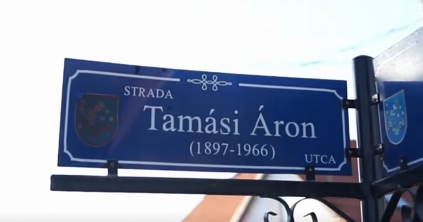 STRADA
Tamási Áron
(1897-1966)
UTCA